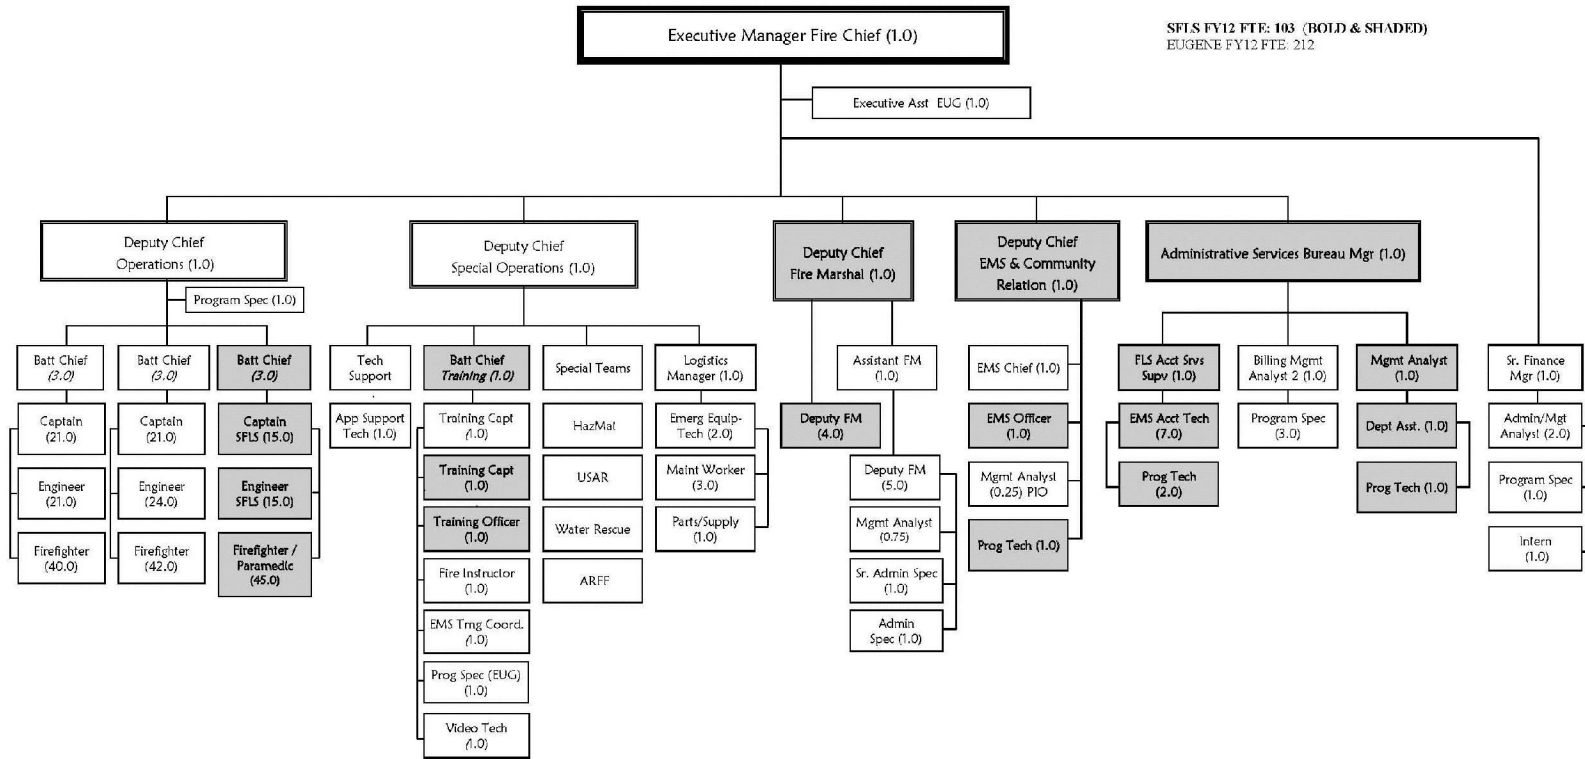 Executive Manager Fire Chief (1.0)
SFLS FY12 FTE: 103 (BOLD & SHADED)
EUGENE FY12 FTE: 212
Executive Asst EUG (1.0)
Deputy Chief
Operations (1.0)
Deputy Chief
Special Operations (1.0)
Deputy Chief
Fire Marshal (1.0)
Deputy Chief
EMS & Community
Relation (1.0)
Administrative Services Bureau Mgr (1.0)
Program Spec (1.0)
Batt Chief
(3.0)
Captain
(21.0)
Engineer
(21.0)
Firefighter
(40.0)
Batt Chief
(3.0)
Captain
(21.0)
Engineer
(24.0)
Firefighter
(42.0)
Batt Chief
(3.0)
Captain
SFLS (15.0)
Engineer
SFLS (15.0)
Firefighter /
Paramedic
(45.0)
Tech
Support
App Support
Tech (1.0)
Batt Chief
Training (1.0)
Training Capt
(1.0)
Training Capt
(1.0)
Training Officer
(1.0)
Fire Instructor
(1.0)
EMS Trng Coord.
(1.0)
Prog Spec (EUG)
(1.0)
Video Tech
(1.0)
Special Teams
HazMat
USAR
Water Rescue
ARFF
Logistics
Manager (1.0)
Emerg Equip-
Tech (2.0)
Maint Worker
(3.0)
Parts/Supply
(1.0)
Deputy FM
(4.0)
Assistant FM
(1.0)
Deputy FM
(5.0)
Mgmt Analyst
(0.75)
Sr. Admin Spec
(1.0)
Admin
Spec (1.0)
EMS Chief (1.0)
EMS Officer
(1.0)
Mgmt Analyst
(0.25) PIO
Prog Tech (1.0)
FLS Acct Srvs
Supv (1.0)
EMS Acct Tech
(7.0)
Prog Tech
(2.0)
Billing Mgmt
Analyst 2 (1.0)
Program Spec
(3.0)
Mgmt Analyst
(1.0)
Dept Asst. (1.0)
Prog Tech (1.0)
Sr. Finance
Mgr (1.0)
Admin/Mgt
Analyst (2.0)
Program Spec
(1.0)
Intern
(1.0)